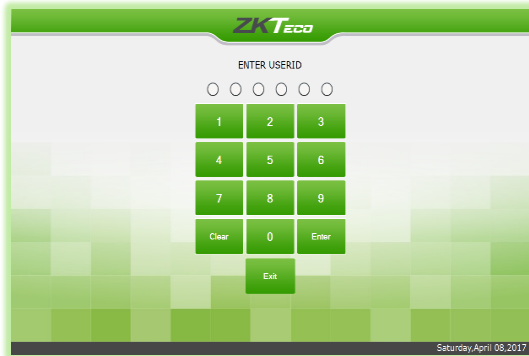 ZKTECO
ENTER USERID
1 2 3
4 5 6
7 8 9
Clear 0 Enter
Exit
Saturday,April 08,2017